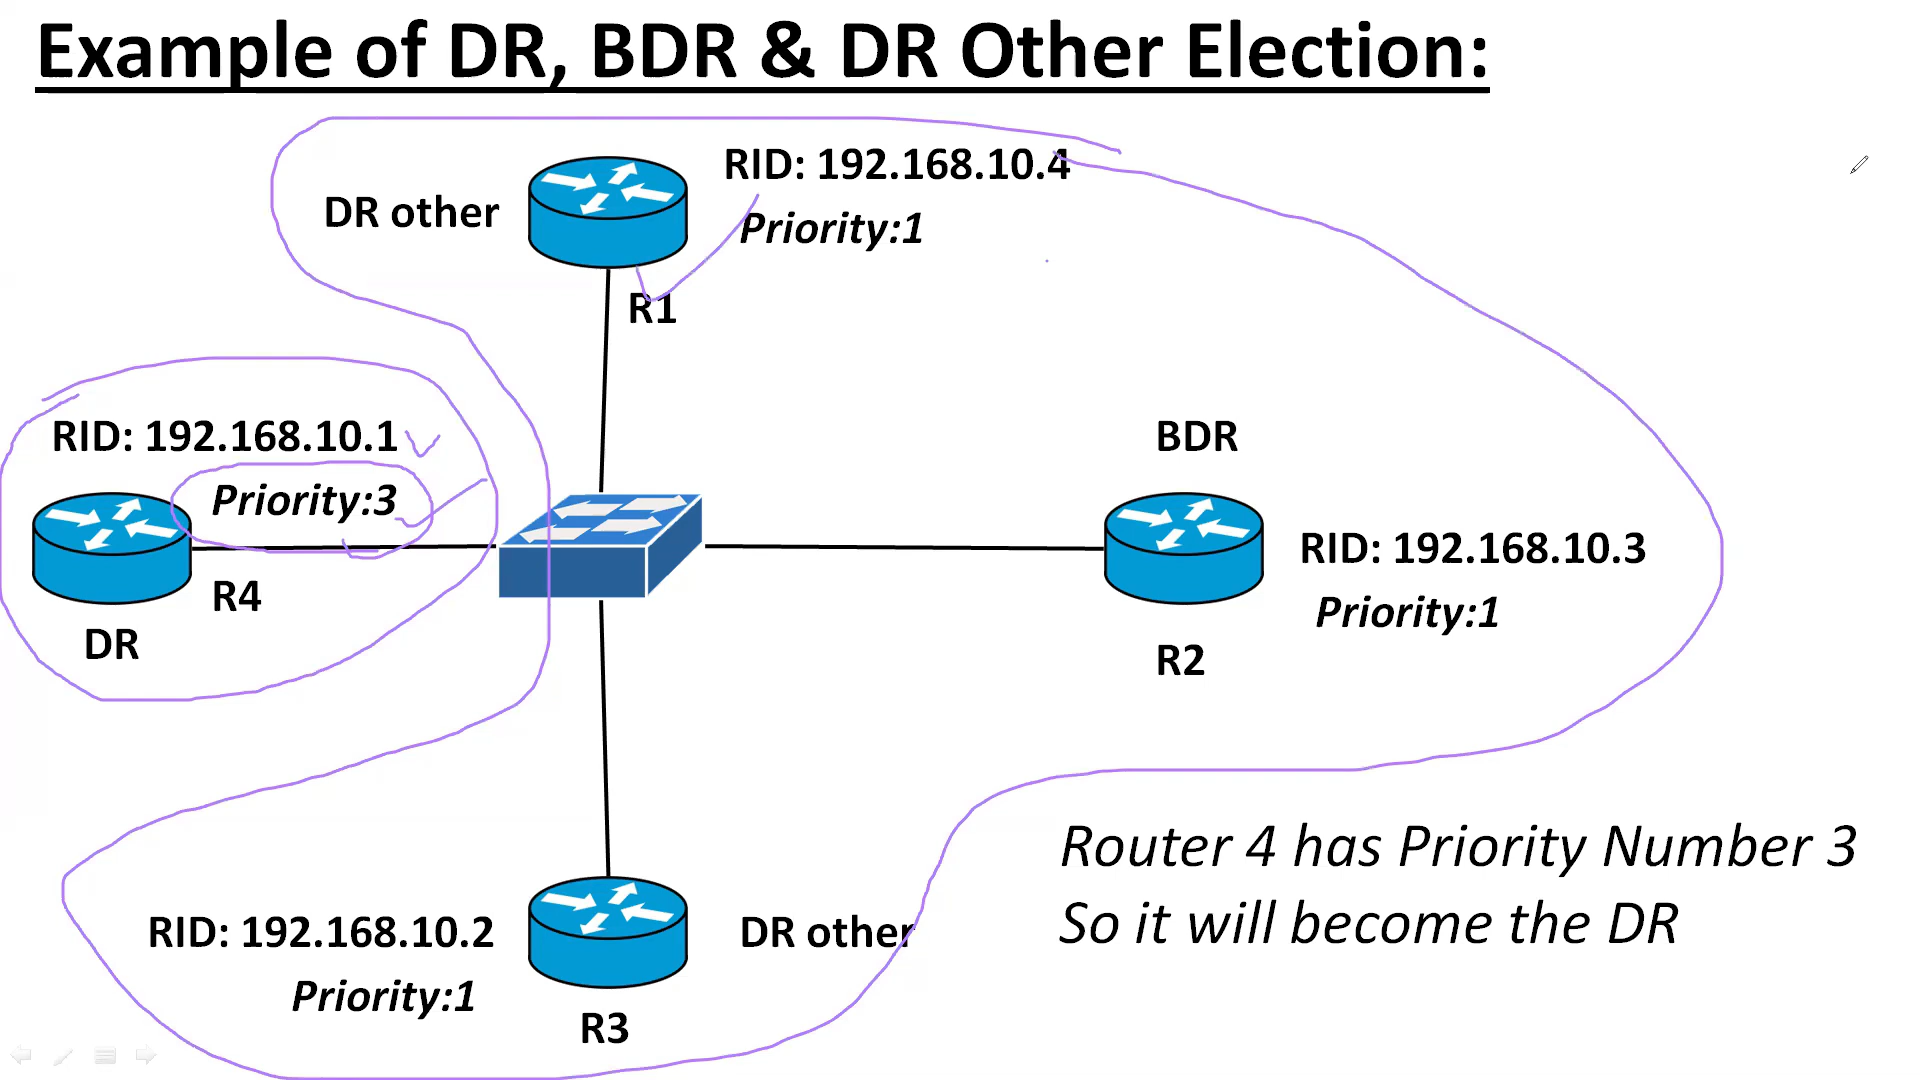 Example of DR, BDR & DR Other Election:
RID: 192.168.10.4
DR other
Priority:1
R1
RID: 192.168.10.1
BDR
Priority:3
RID: 192.168.10.3
R4
Priority:1
DR
R2
Router 4 has Priority Number 3
So it will become the DR
RID: 192.168.10.2
DR other
Priority:1
R3